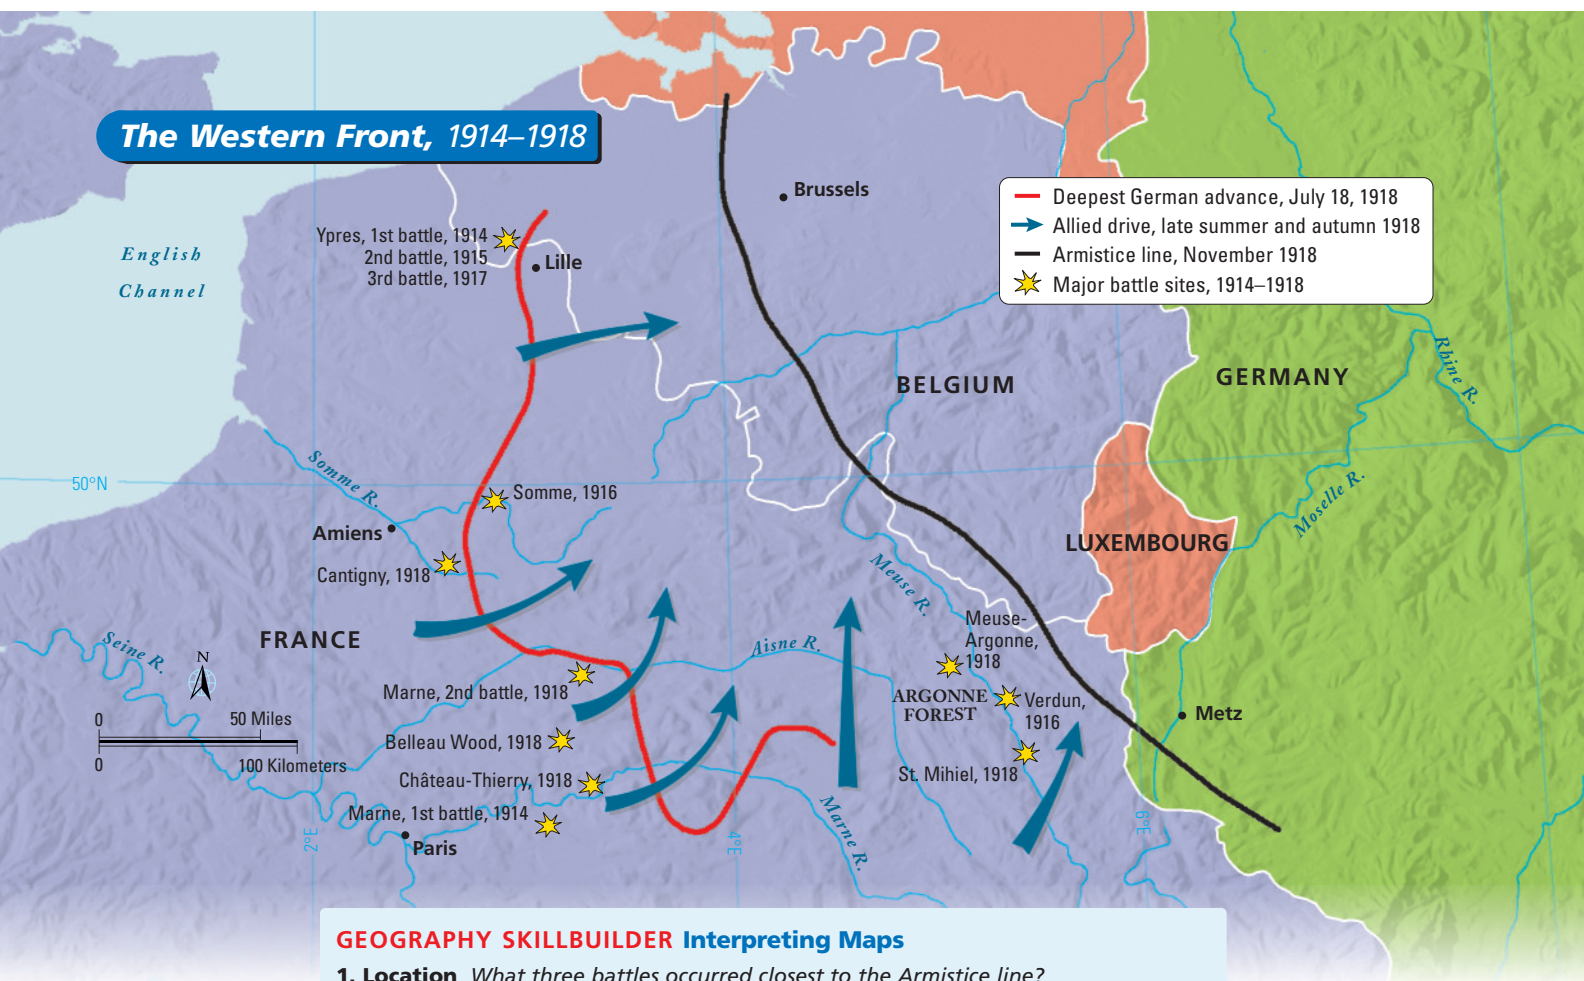 The Western Front, 1914–1918
Deepest German advance, July 18, 1918
Allied drive, late summer and autumn 1918
Armistice line, November 1918
Major battle sites, 1914–1918
Brussels
English
Channel
Ypres, 1st battle, 1914
2nd battle, 1915
3rd battle, 1917
Lille
BELGIUM
GERMANY
Rhine R.
50°N
Somme R.
Somme, 1916
Amiens
Cantigny, 1918
Moselle R.
LUXEMBOURG
Meuse R.
FRANCE
Seine R.
N
Aisne R.
Meuse-
Argonne,
1918
Marne, 2nd battle, 1918
ARGONNE
FOREST
Verdun,
1916
Metz
0 50 Miles
0 100 Kilometers
Belleau Wood, 1918
Château-Thierry, 1918
St. Mihiel, 1918
Marne, 1st battle, 1914
Marne R.
Paris
2°E
4°E
6°E
GEOGRAPHY SKILLBUILDER Interpreting Maps
1. Location What three battles occurred closest to the Armistice line?